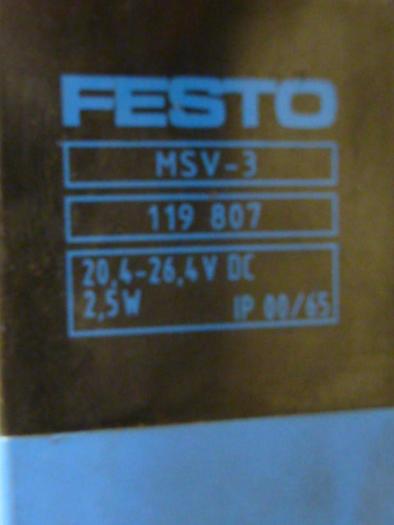 FESTO
MSV-3
119 807
20,4-26,4V DC
2,5W IP 00/65